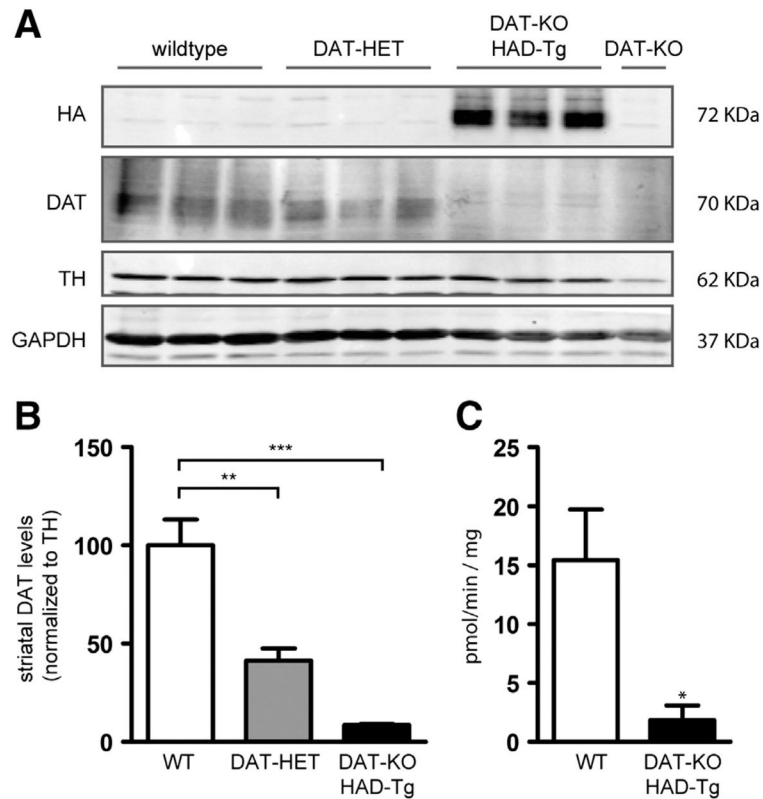 A
wildtype
DAT-HET
DAT-KO
HAD-Tg
DAT-KO
HA
72 KDa
DAT
70 KDa
TH
62 KDa
GAPDH
37 KDa
B
striatal DAT levels
(normalized to TH)
150
100
50
0
***
**
WT
DAT-HET
DAT-KO
HAD-Tg
C
pmol/min / mg
25
20
15
10
5
0
*
WT
DAT-KO
HAD-Tg